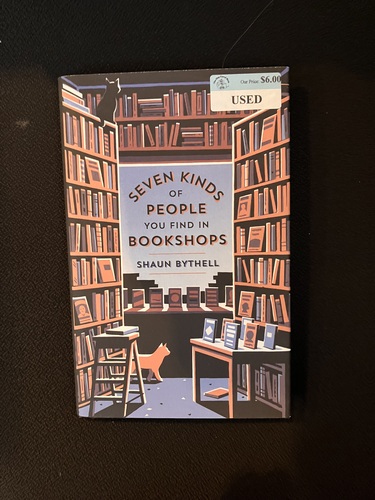 Our Price $6.00
USED
SEVEN KINDS
OF
PEOPLE
YOU FIND IN
BOOKSHOPS
SHAUN BYTHELL